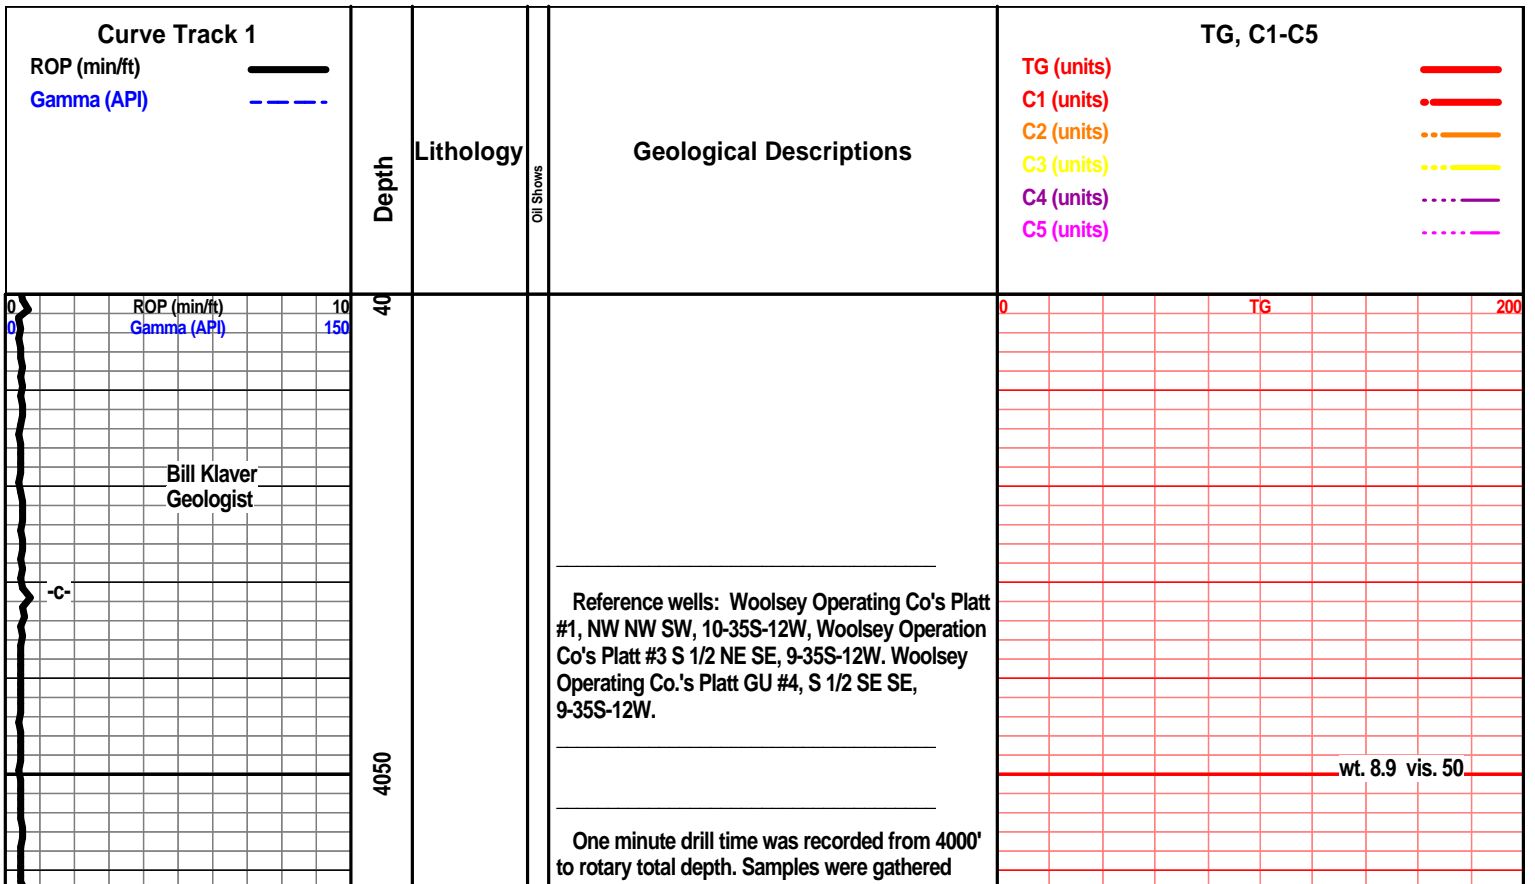 Curve Track 1
ROP (min/ft)
Gamma (API)
Depth
Lithology
Oil Shows
Geological Descriptions
TG, C1-C5
TG (units)
C1 (units)
C2 (units)
C3 (units)
C4 (units)
C5 (units)
0 ROP (min/ft) 10
0 Gamma (API) 150
40
0 TG 200
Bill Klaver
Geologist
-c-
Reference wells: Woolsey Operating Co's Platt
#1, NW NW SW, 10-35S-12W, Woolsey Operation
Co's Platt #3 S 1/2 NE SE, 9-35S-12W. Woolsey
Operating Co.'s Platt GU #4, S 1/2 SE SE,
9-35S-12W.
4050
wt. 8.9 vis. 50
One minute drill time was recorded from 4000'
to rotary total depth. Samples were gathered